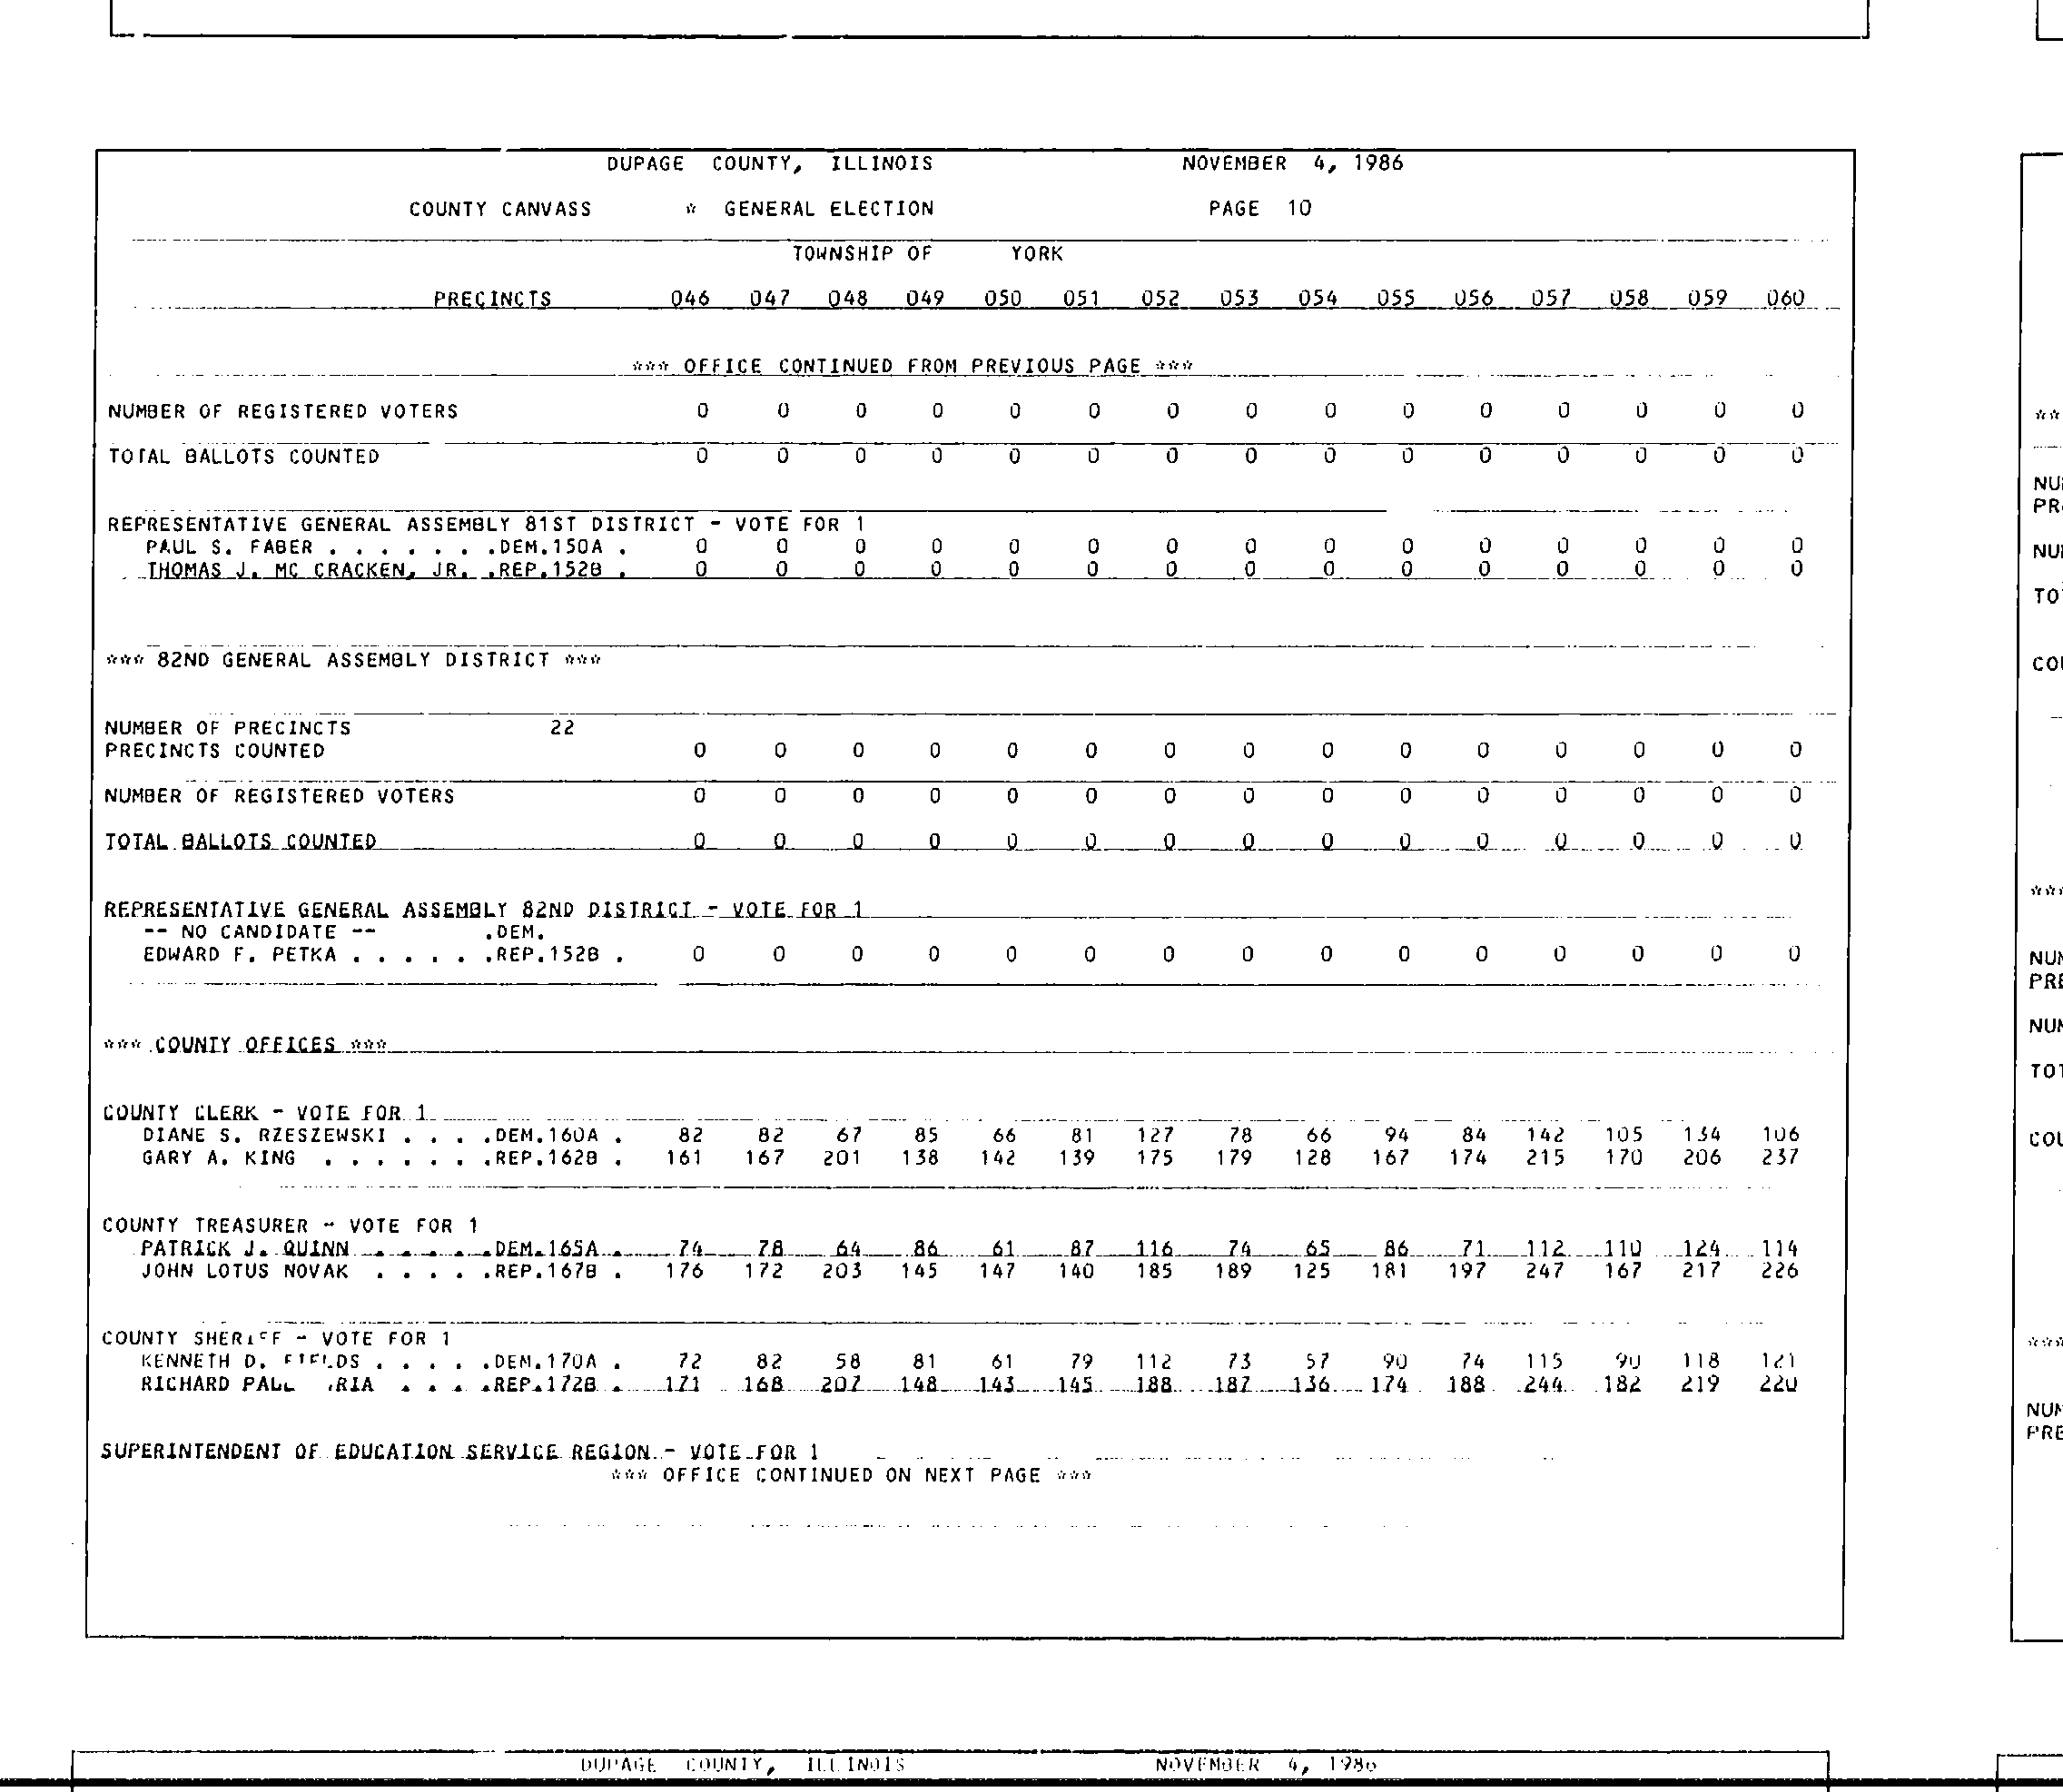 DUPAGE COUNTY, ILLINOIS NOVEMBER 4, 1986
COUNTY CANVASS * GENERAL ELECTION PAGE 10
TOWNSHIP OF YORK
PRECINCTS 046 047 048 049 050 051 052 053 054 055 056 057 058 059 060
*** OFFICE CONTINUED FROM PREVIOUS PAGE ***
NUMBER OF REGISTERED VOTERS 0 0 0 0 0 0 0 0 0 0 0 0 0 0 0
TOTAL BALLOTS COUNTED 0 0 0 0 0 0 0 0 0 0 0 0 0 0 0
REPRESENTATIVE GENERAL ASSEMBLY 81ST DISTRICT - VOTE FOR 1
PAUL S. FABER . . . . . . .DEM.150A . 0 0 0 0 0 0 0 0 0 0 0 0 0 0 0
THOMAS J. MC CRACKEN, JR. .REP.152B . 0 0 0 0 0 0 0 0 0 0 0 0 0 0 0
*** 82ND GENERAL ASSEMBLY DISTRICT ***
NUMBER OF PRECINCTS 22
PRECINCTS COUNTED 0 0 0 0 0 0 0 0 0 0 0 0 0 0 0
NUMBER OF REGISTERED VOTERS 0 0 0 0 0 0 0 0 0 0 0 0 0 0 0
TOTAL BALLOTS COUNTED 0 0 0 0 0 0 0 0 0 0 0 0 0 0 0
REPRESENTATIVE GENERAL ASSEMBLY 82ND DISTRICT - VOTE FOR 1
-- NO CANDIDATE -- .DEM.
EDWARD F. PETKA . . . . . .REP.152B . 0 0 0 0 0 0 0 0 0 0 0 0 0 0 0
*** COUNTY OFFICES ***
COUNTY CLERK - VOTE FOR 1
DIANE S. RZESZEWSKI . . . .DEM.160A . 82 82 67 85 66 81 127 78 66 94 84 142 105 134 106
GARY A. KING . . . . . . .REP.162B . 161 167 201 138 142 139 175 179 128 167 174 215 170 206 237
COUNTY TREASURER - VOTE FOR 1
PATRICK J. QUINN . . . . . .DEM.165A . 74 78 64 86 61 87 116 74 65 86 71 112 110 124 114
JOHN LOTUS NOVAK . . . . .REP.167B . 176 172 203 145 147 140 185 189 125 181 197 247 167 217 226
COUNTY SHERIFF - VOTE FOR 1
KENNETH D. FIELDS . . . . .DEM.170A . 72 82 58 81 61 79 112 73 57 90 74 115 90 118 121
RICHARD . . . .REP.172B . 171 168 207 148 143 145 188 187 136 174 188 244 182 219 220
SUPERINTENDENT OF EDUCATION SERVICE REGION - VOTE FOR 1
*** OFFICE CONTINUED ON NEXT PAGE ***
DUPAGE COUNTY, ILLINOIS NOVEMBER 4, 1986